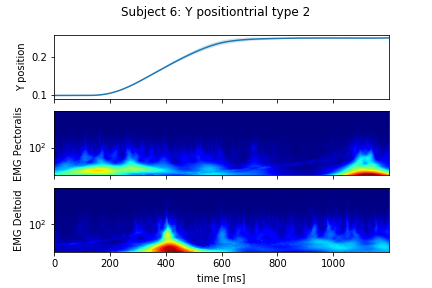 Subject 6: Y positiontrial type 2
Y position
0.2
0.1
EMG Pectoralis
10²
EMG Deltoid
10²
0 200 400 600 800 1000
time [ms]